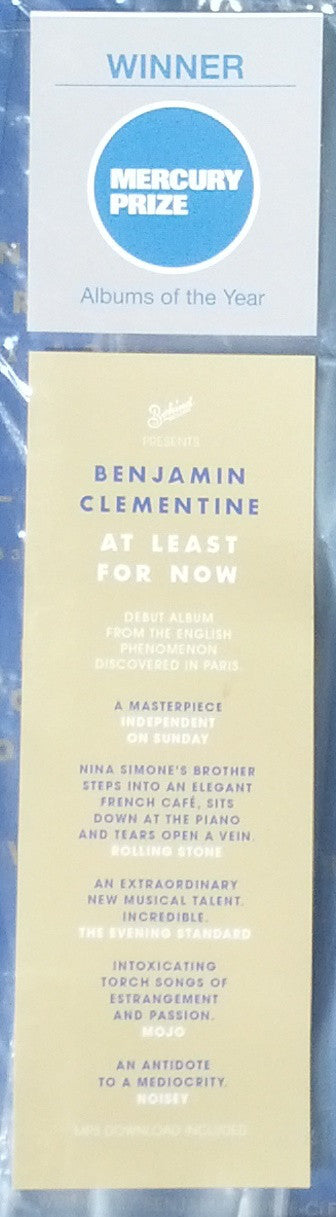 WINNER
MERCURY
PRIZE
Albums of the Year
Behind
PRESENTS
BENJAMIN
CLEMENTINE
AT LEAST
FOR NOW
DEBUT ALBUM
FROM THE ENGLISH
PHENOMENON
DISCOVERED IN PARIS.
A MASTERPIECE
INDEPENDENT
ON SUNDAY
NINA SIMONE'S BROTHER
STEPS INTO AN ELEGANT
FRENCH CAFÉ, SITS
DOWN AT THE PIANO
AND TEARS OPEN A VEIN.
ROLLING STONE
AN EXTRAORDINARY
NEW MUSICAL TALENT.
INCREDIBLE.
THE EVENING STANDARD
INTOXICATING
TORCH SONGS OF
ESTRANGEMENT
AND PASSION.
MOJO
AN ANTIDOTE
TO A MEDIOCRITY.
NOISEY
MP3 DOWNLOAD INCLUDED